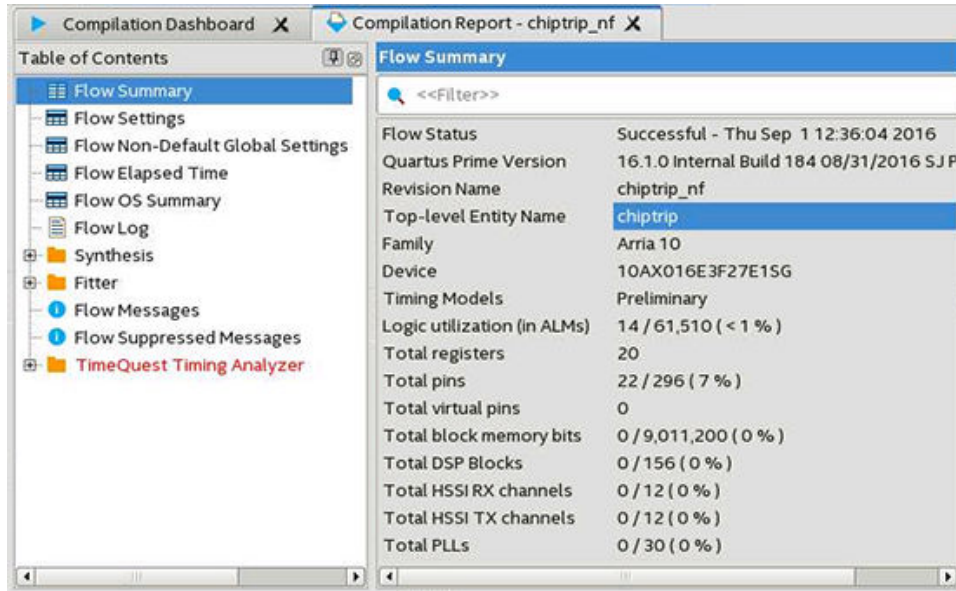 Compilation Dashboard X
Compilation Report - chiptrip_nf X
Table of Contents
Flow Summary
Flow Settings
Flow Non-Default Global Settings
Flow Elapsed Time
Flow OS Summary
Flow Log
Synthesis
Fitter
Flow Messages
Flow Suppressed Messages
TimeQuest Timing Analyzer
Flow Summary
<<Filter>>
Flow Status Successful - Thu Sep 1 12:36:04 2016
Quartus Prime Version 16.1.0 Internal Build 184 08/31/2016 SJ P
Revision Name chiptrip_nf
Top-level Entity Name chiptrip
Family Arria 10
Device 10AX016E3F27E1SG
Timing Models Preliminary
Logic utilization (in ALMs) 14 / 61,510 ( < 1 % )
Total registers 20
Total pins 22 / 296 ( 7 % )
Total virtual pins 0
Total block memory bits 0 / 9,011,200 ( 0 % )
Total DSP Blocks 0 / 156 ( 0 % )
Total HSSI RX channels 0 / 12 ( 0 % )
Total HSSI TX channels 0 / 12 ( 0 % )
Total PLLs 0 / 30 ( 0 % )